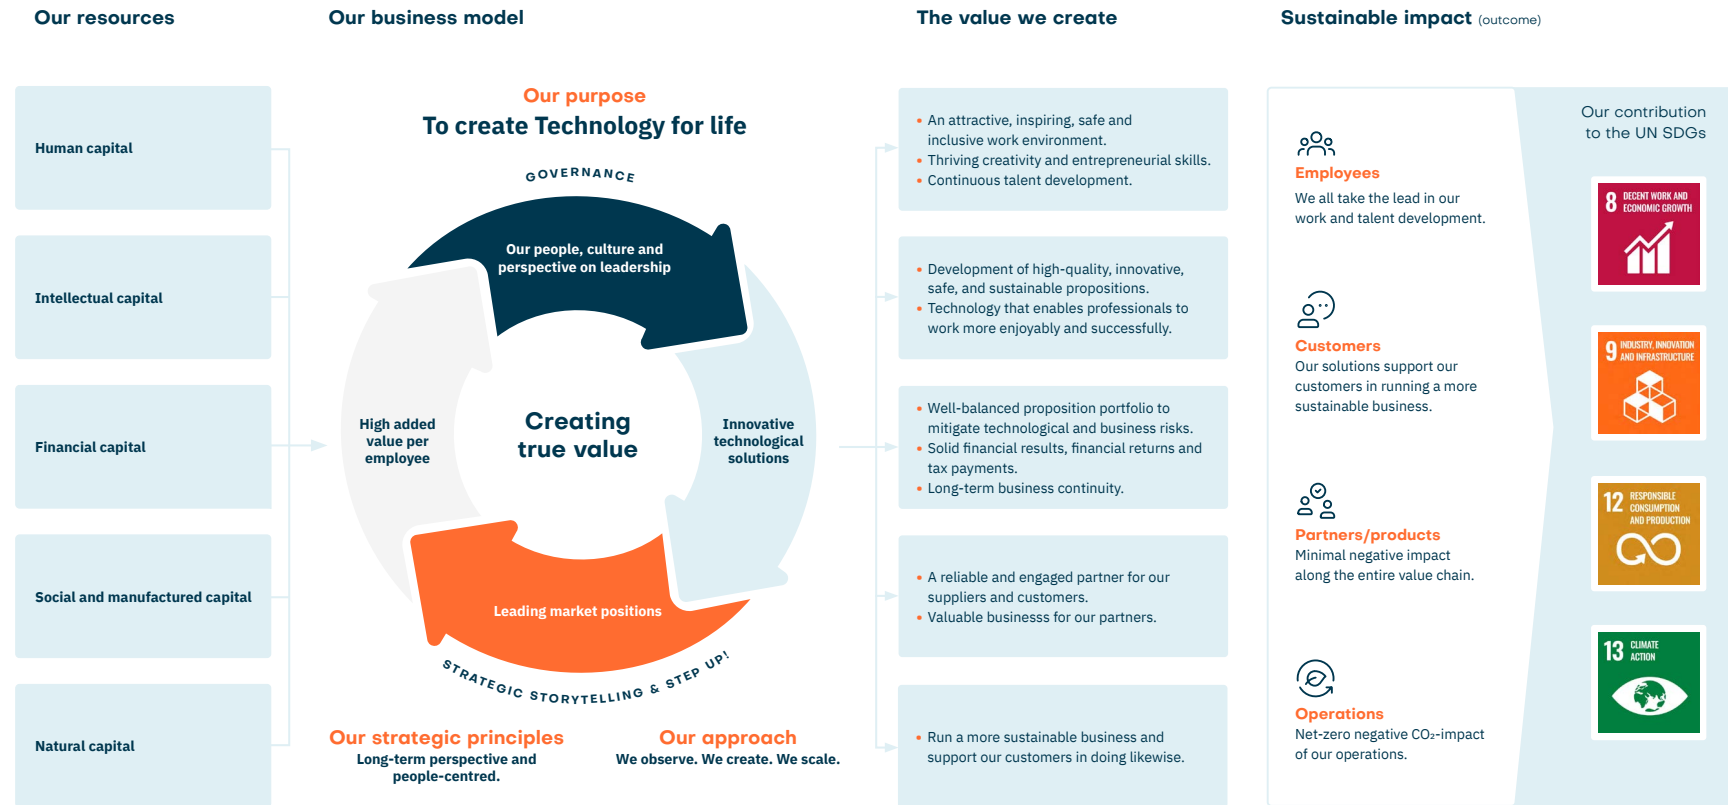 Our resources
Our business model
The value we create
Sustainable impact (outcome)
Human capital
Intellectual capital
Financial capital
Social and manufactured capital
Natural capital
Our purpose
To create Technology for life
GOVERNANCE
Our people, culture and
perspective on leadership
High added
value per
employee
Creating
true value
Innovative
technological
solutions
Leading market positions
STRATEGIC STORYTELLING & STEP UP!
Our strategic principles
Long-term perspective and
people-centred.
Our approach
We observe. We create. We scale.
• An attractive, inspiring, safe and
inclusive work environment.
• Thriving creativity and entrepreneurial skills.
• Continuous talent development.
• Development of high-quality, innovative,
safe, and sustainable propositions.
• Technology that enables professionals to
work more enjoyably and successfully.
• Well-balanced proposition portfolio to
mitigate technological and business risks.
• Solid financial results, financial returns and
tax payments.
• Long-term business continuity.
• A reliable and engaged partner for our
suppliers and customers.
• Valuable businesss for our partners.
• Run a more sustainable business and
support our customers in doing likewise.
Employees
We all take the lead in our
work and talent development.
Customers
Our solutions support our
customers in running a more
sustainable business.
Partners/products
Minimal negative impact
along the entire value chain.
Operations
Net-zero negative CO₂-impact
of our operations.
Our contribution
to the UN SDGs
8 DECENT WORK AND
ECONOMIC GROWTH
9 INDUSTRY, INNOVATION
AND INFRASTRUCTURE
12 RESPONSIBLE
CONSUMPTION
AND PRODUCTION
13 CLIMATE
ACTION